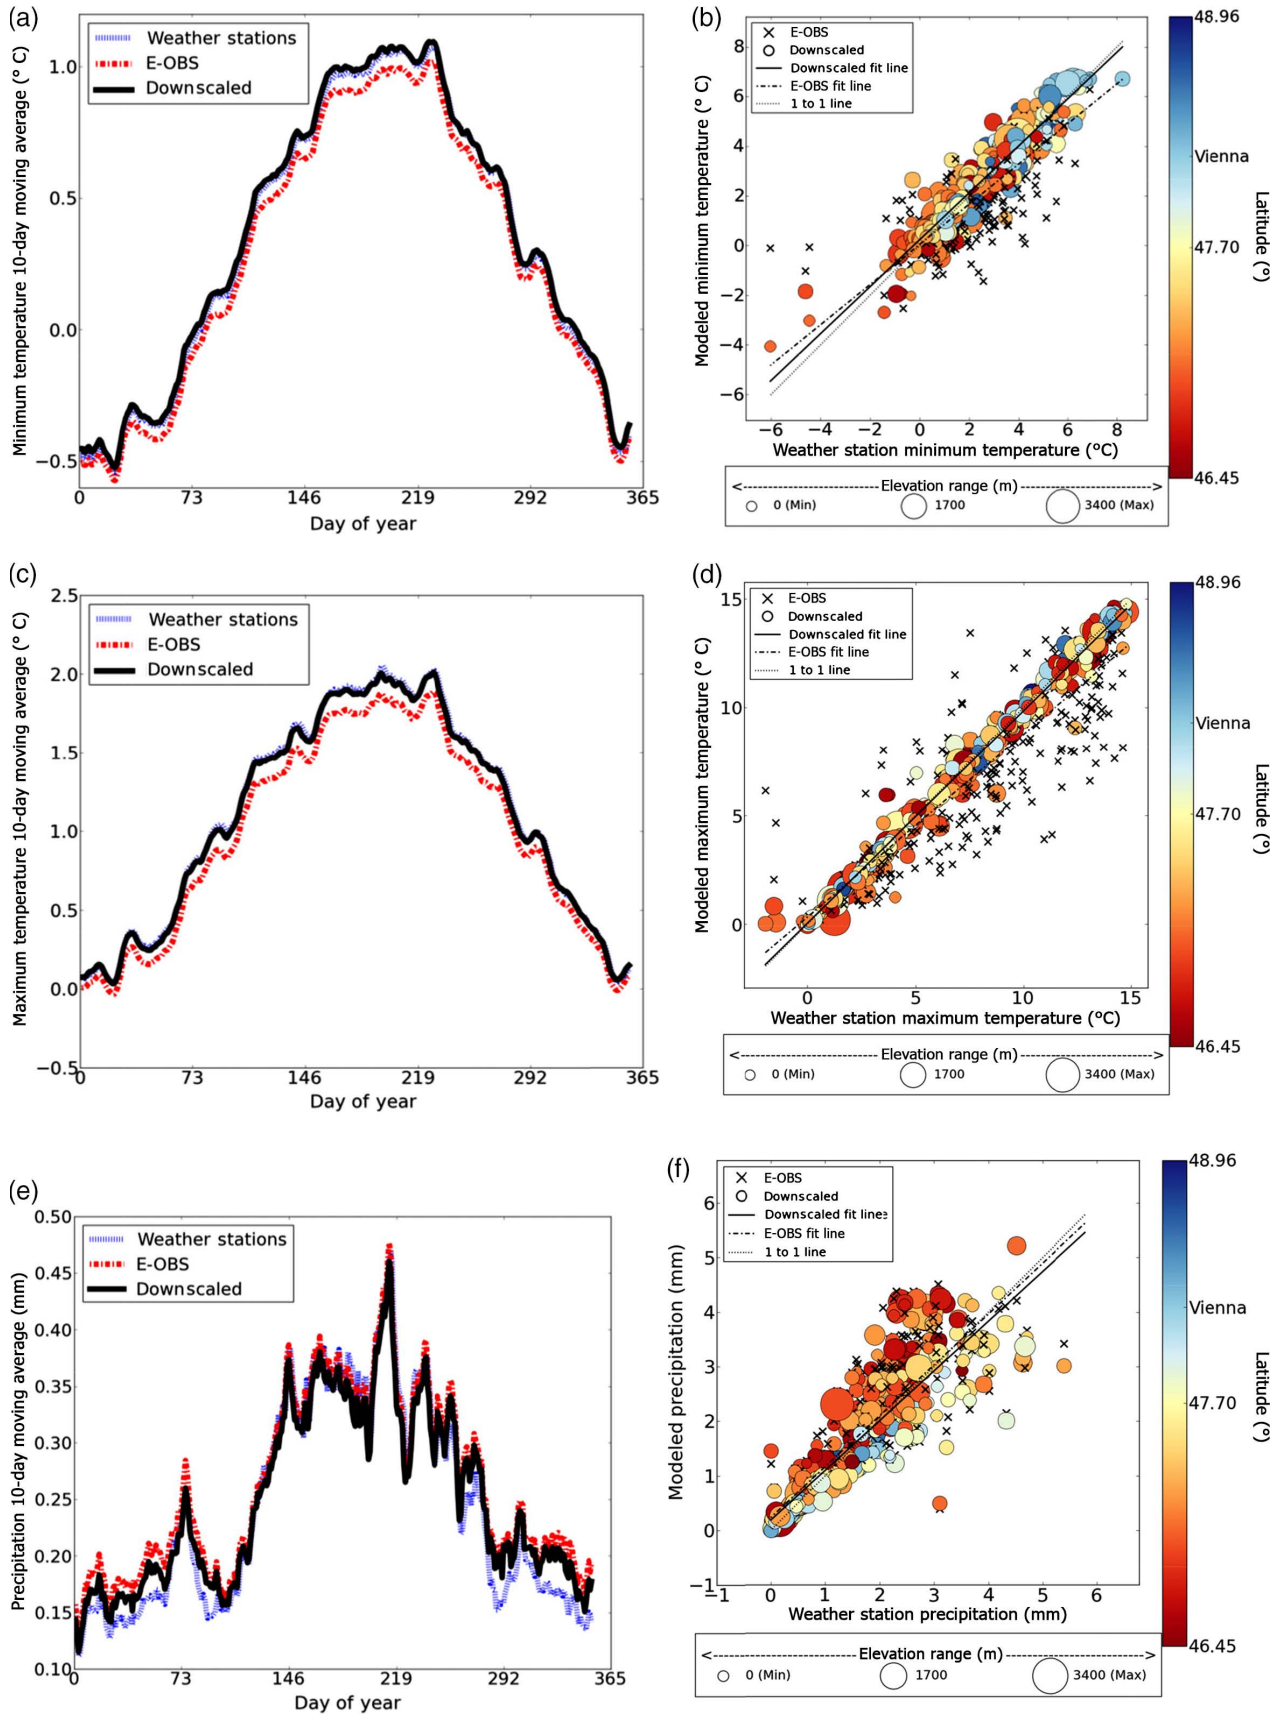 (a)
Weather stations
E-OBS
Downscaled
Minimum temperature 10-day moving average (° C)
1.0
0.5
0.0
−0.5
0 73 146 219 292 365
Day of year
(b)
E-OBS
Downscaled
Downscaled fit line
E-OBS fit line
1 to 1 line
Modeled minimum temperature (° C)
8
6
4
2
0
−2
−4
−6
−6 −4 −2 0 2 4 6 8
Weather station minimum temperature (°C)
<---------------------- Elevation range (m) -------------------->
0 (Min) 1700 3400 (Max)
48.96
Vienna
47.70
46.45
Latitude (°)
(c)
Weather stations
E-OBS
Downscaled
Maximum temperature 10-day moving average (° C)
2.5
2.0
1.5
1.0
0.5
0.0
−0.5
0 73 146 219 292 365
Day of year
(d)
E-OBS
Downscaled
Downscaled fit line
E-OBS fit line
1 to 1 line
Modeled maximum temperature (° C)
15
10
5
0
0 5 10 15
Weather station maximum temperature (°C)
<---------------------- Elevation range (m) -------------------->
0 (Min) 1700 3400 (Max)
48.96
Vienna
47.70
46.45
Latitude (°)
(e)
Weather stations
E-OBS
Downscaled
Precipitation 10-day moving average (mm)
0.50
0.45
0.40
0.35
0.30
0.25
0.20
0.15
0.10
0 73 146 219 292 365
Day of year
(f)
E-OBS
Downscaled
Downscaled fit line:
E-OBS fit line
1 to 1 line
Modeled precipitation (mm)
6
5
4
3
2
1
0
−1
−1 0 1 2 3 4 5 6
Weather station precipitation (mm)
<---------------------- Elevation range (m) -------------------->
0 (Min) 1700 3400 (Max)
48.96
Vienna
47.70
46.45
Latitude (°)